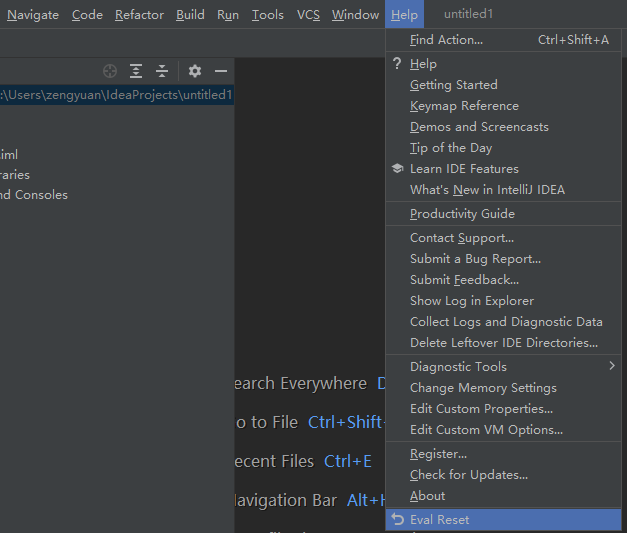 Navigate Code Refactor Build Run Tools VCS Window Help untitled1
:\Users\zengyuan\IdeaProjects\untitled1
.iml
raries
nd Consoles
earch Everywhere D
o to File Ctrl+Shift+
ecent Files Ctrl+E
Navigation Bar Alt+H
Find Action... Ctrl+Shift+A
? Help
Getting Started
Keymap Reference
Demos and Screencasts
Tip of the Day
Learn IDE Features
What's New in IntelliJ IDEA
Productivity Guide
Contact Support...
Submit a Bug Report...
Submit Feedback...
Show Log in Explorer
Collect Logs and Diagnostic Data
Delete Leftover IDE Directories...
Diagnostic Tools
Change Memory Settings
Edit Custom Properties...
Edit Custom VM Options...
Register...
Check for Updates...
About
Eval Reset